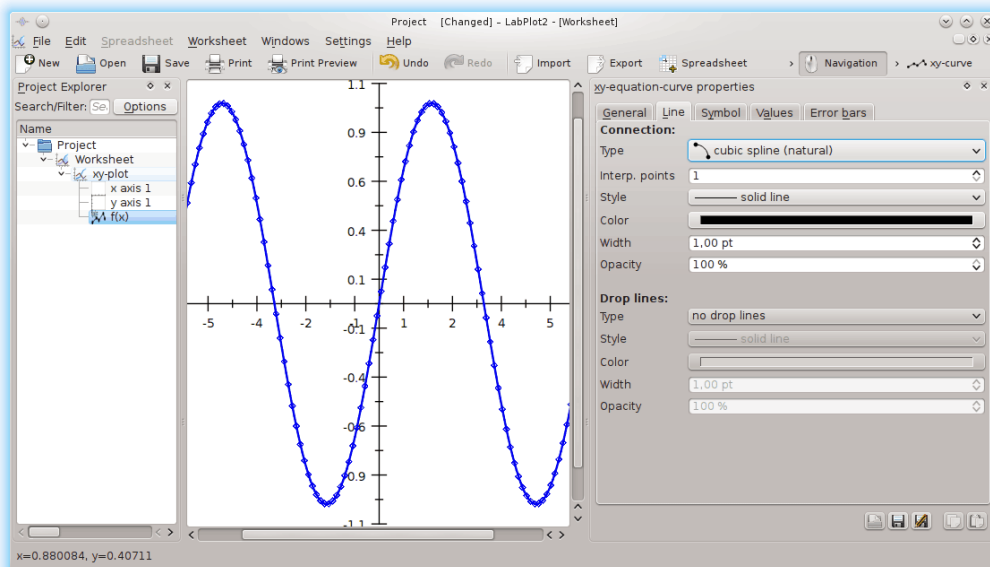 Project [Changed] – LabPlot2 - [Worksheet]
File Edit Spreadsheet Worksheet Windows Settings Help
New Open Save Print Print Preview Undo Redo Import Export Spreadsheet Navigation xy-curve
Project Explorer
Search/Filter: Se Options
Name
Project
Worksheet
xy-plot
x axis 1
y axis 1
f(x)
1.1
0.9
0.6
0.4
0.1
-5 -4 -2 -1 1 2 4 5
-0.1
-0.4
-0.6
-0.9
-1.1
xy-equation-curve properties
General Line Symbol Values Error bars
Connection:
Type cubic spline (natural)
Interp. points 1
Style solid line
Color
Width 1,00 pt
Opacity 100 %
Drop lines:
Type no drop lines
Style solid line
Color
Width 1,00 pt
Opacity 100 %
x=0.880084, y=0.40711